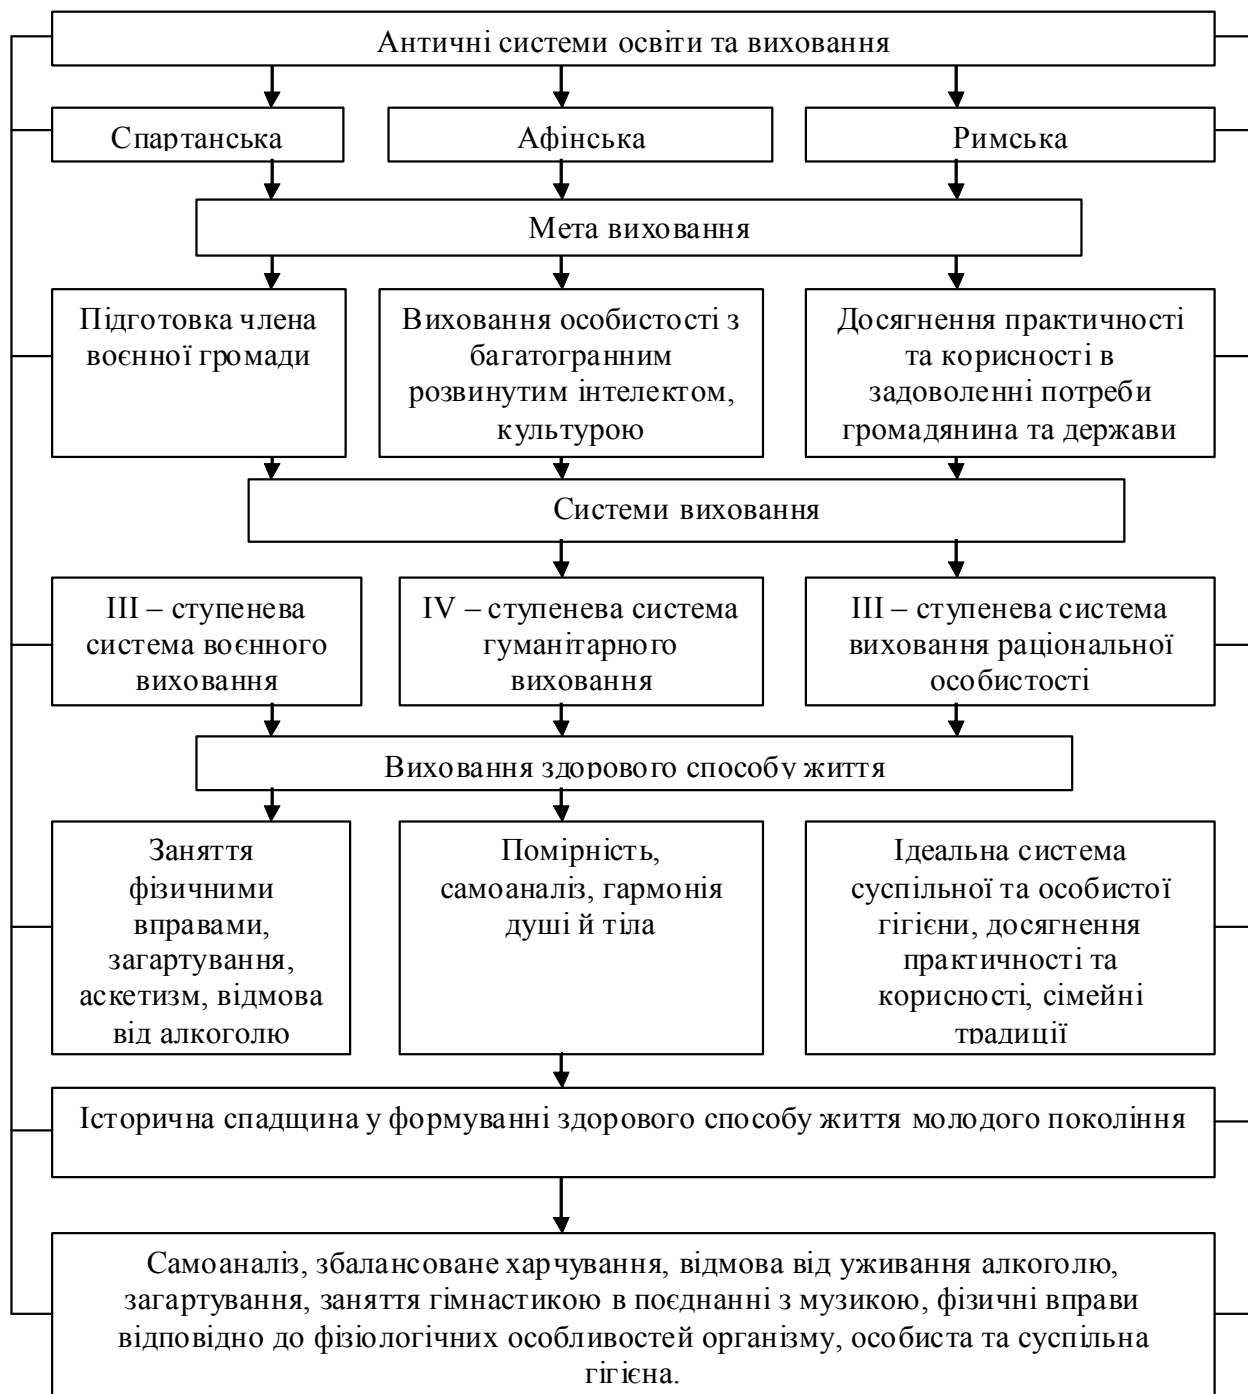 Античні системи освіти та виховання
Спартанська
Афінська
Римська
Мета виховання
Підготовка члена
воєнної громади
Виховання особистості з
багатогранним
розвинутим інтелектом,
культурою
Досягнення практичності
та корисності в
задоволенні потреби
громадянина та держави
Системи виховання
III – ступенева
система воєнного
виховання
IV – ступенева система
гуманітарного
виховання
III – ступенева система
виховання раціональної
особистості
Виховання здорового способу життя
Заняття
фізичними
вправами,
загартування,
аскетизм, відмова
від алкоголю
Помірність,
самоаналіз, гармонія
душі й тіла
Ідеальна система
суспільної та особистої
гігієни, досягнення
практичності та
корисності, сімейні
традиції
Історична спадщина у формуванні здорового способу життя молодого покоління
Самоаналіз, збалансоване харчування, відмова від уживання алкоголю,
загартування, заняття гімнастикою в поєднанні з музикою, фізичні вправи
відповідно до фізіологічних особливостей організму, особиста та суспільна
гігієна.